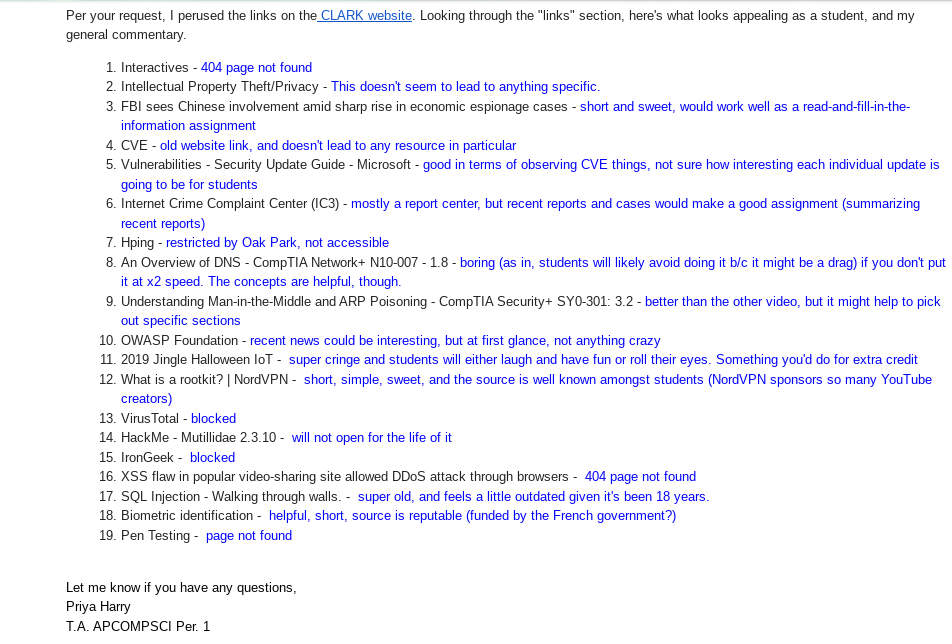 Per your request, I perused the links on the CLARK website. Looking through the "links" section, here's what looks appealing as a student, and my
general commentary.
1. Interactives - 404 page not found
2. Intellectual Property Theft/Privacy - This doesn't seem to lead to anything specific.
3. FBI sees Chinese involvement amid sharp rise in economic espionage cases - short and sweet, would work well as a read-and-fill-in-the-
information assignment
4. CVE - old website link, and doesn't lead to any resource in particular
5. Vulnerabilities - Security Update Guide - Microsoft - good in terms of observing CVE things, not sure how interesting each individual update is
going to be for students
6. Internet Crime Complaint Center (IC3) - mostly a report center, but recent reports and cases would make a good assignment (summarizing
recent reports)
7. Hping - restricted by Oak Park, not accessible
8. An Overview of DNS - CompTIA Network+ N10-007 - 1.8 - boring (as in, students will likely avoid doing it b/c it might be a drag) if you don't put
it at x2 speed. The concepts are helpful, though.
9. Understanding Man-in-the-Middle and ARP Poisoning - CompTIA Security+ SY0-301: 3.2 - better than the other video, but it might help to pick
out specific sections
10. OWASP Foundation - recent news could be interesting, but at first glance, not anything crazy
11. 2019 Jingle Halloween IoT - super cringe and students will either laugh and have fun or roll their eyes. Something you'd do for extra credit
12. What is a rootkit? | NordVPN - short, simple, sweet, and the source is well known amongst students (NordVPN sponsors so many YouTube
creators)
13. VirusTotal - blocked
14. HackMe - Mutillidae 2.3.10 - will not open for the life of it
15. IronGeek - blocked
16. XSS flaw in popular video-sharing site allowed DDoS attack through browsers - 404 page not found
17. SQL Injection - Walking through walls. - super old, and feels a little outdated given it's been 18 years.
18. Biometric identification - helpful, short, source is reputable (funded by the French government?)
19. Pen Testing - page not found
Let me know if you have any questions,
Priya Harry
T.A. APCOMPSCI Per. 1